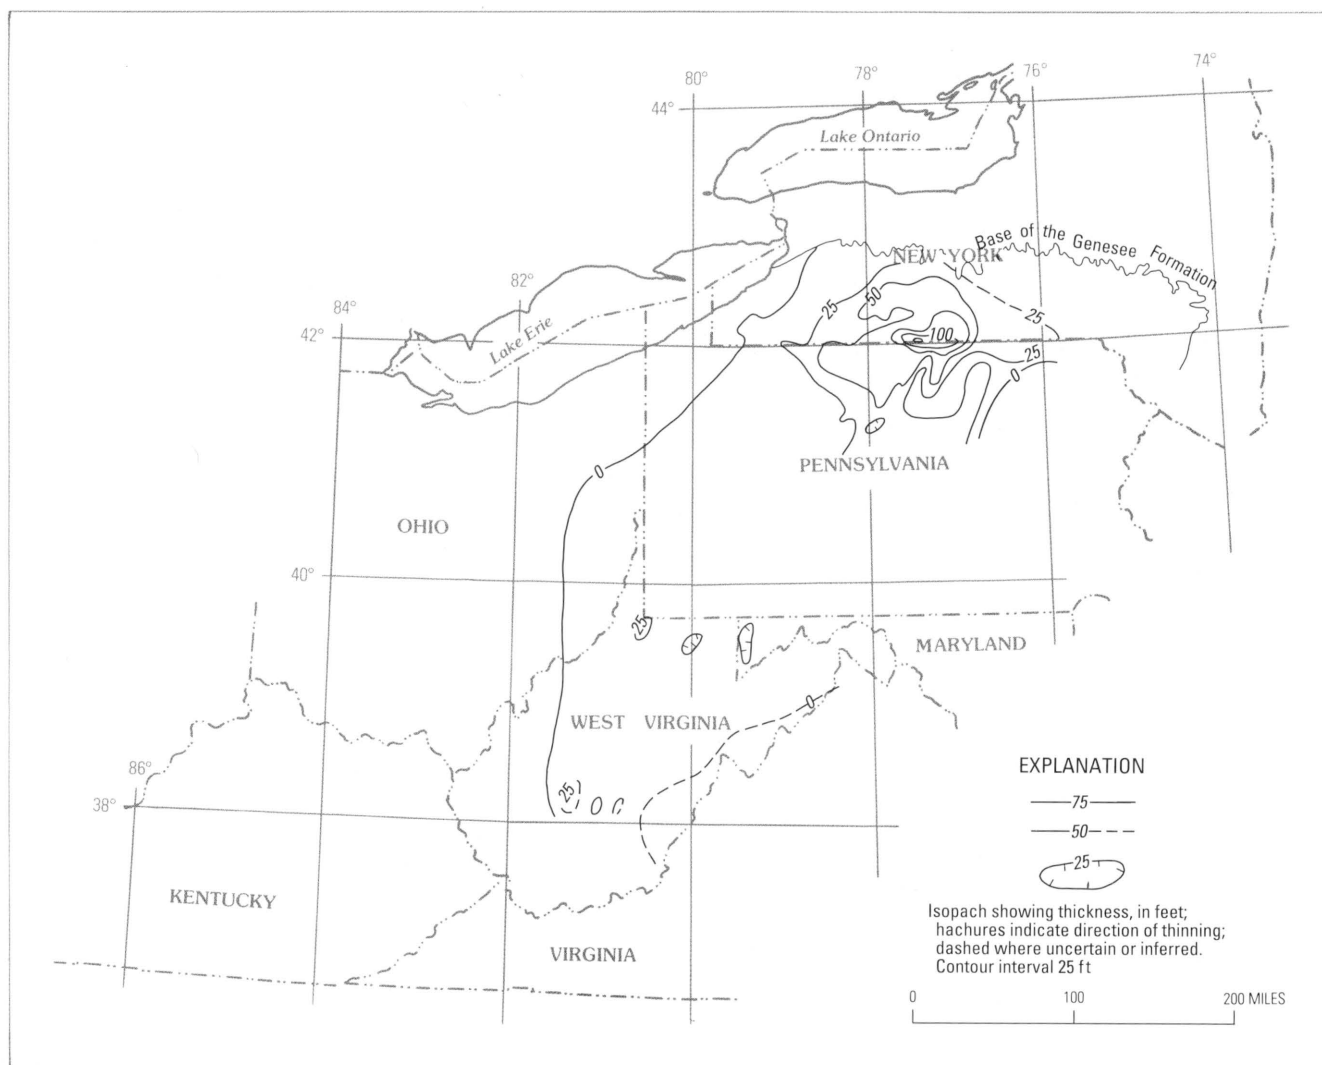 74°
76°
78°
80°
44°
Lake Ontario
Base of the Genesee Formation
NEW YORK
82°
84°
25
50
25
42°
Lake Erie
100
25
0
0
PENNSYLVANIA
OHIO
40°
25
MARYLAND
0
WEST VIRGINIA
86°
38°
25
KENTUCKY
VIRGINIA
EXPLANATION
75
50
25
Isopach showing thickness, in feet;
hachures indicate direction of thinning;
dashed where uncertain or inferred.
Contour interval 25 ft
0 100 200 MILES